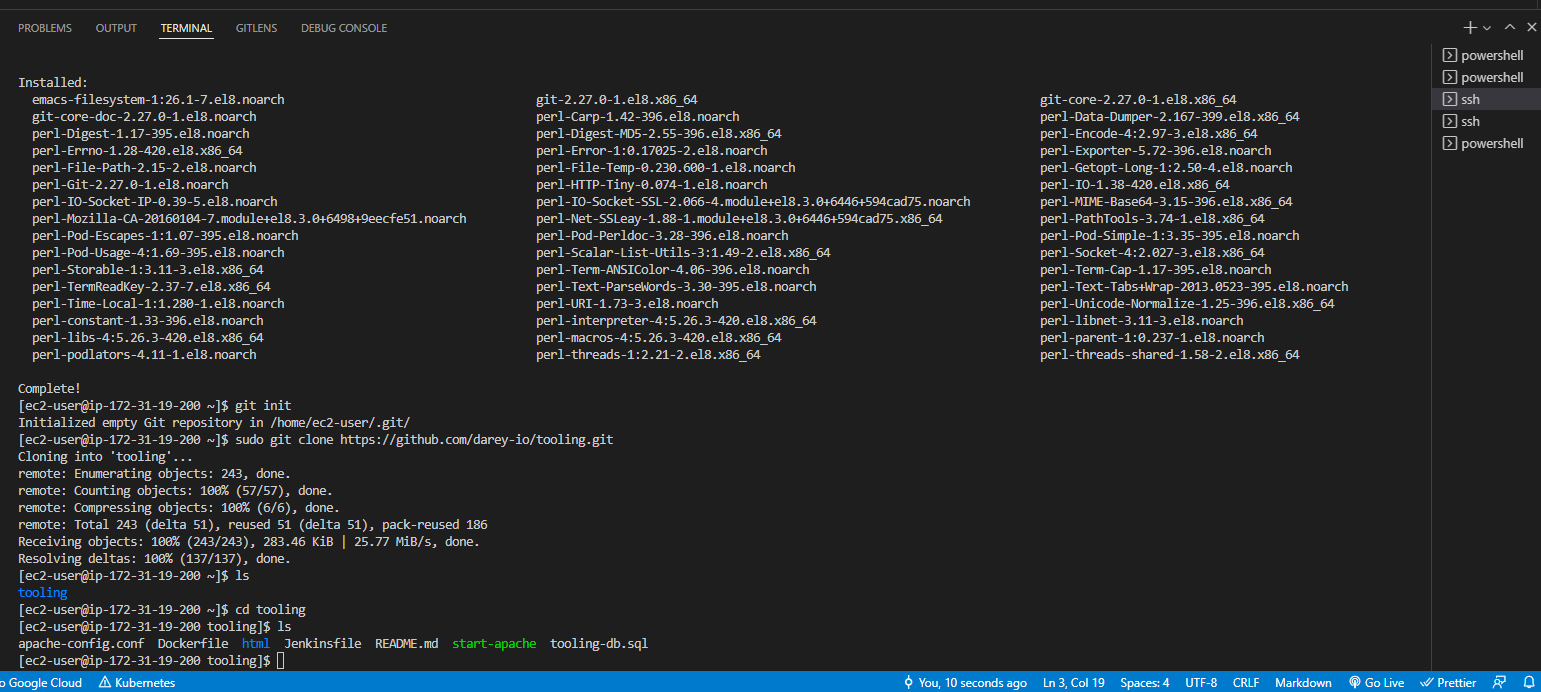 PROBLEMS OUTPUT TERMINAL GITLENS DEBUG CONSOLE
powershell
powershell
ssh
ssh
powershell
Installed:
emacs-filesystem-1:26.1-7.el8.noarch git-2.27.0-1.el8.x86_64 git-core-2.27.0-1.el8.x86_64
git-core-doc-2.27.0-1.el8.noarch perl-Carp-1.42-396.el8.noarch perl-Data-Dumper-2.167-399.el8.x86_64
perl-Digest-1.17-395.el8.noarch perl-Digest-MD5-2.55-396.el8.x86_64 perl-Encode-4:2.97-3.el8.x86_64
perl-Errno-1.28-420.el8.x86_64 perl-Error-1:0.17025-2.el8.noarch perl-Exporter-5.72-396.el8.noarch
perl-File-Path-2.15-2.el8.noarch perl-File-Temp-0.230.600-1.el8.noarch perl-Getopt-Long-1:2.50-4.el8.noarch
perl-Git-2.27.0-1.el8.noarch perl-HTTP-Tiny-0.074-1.el8.noarch perl-IO-1.38-420.el8.x86_64
perl-IO-Socket-IP-0.39-5.el8.noarch perl-IO-Socket-SSL-2.066-4.module+el8.3.0+6446+594cad75.noarch perl-MIME-Base64-3.15-396.el8.x86_64
perl-Mozilla-CA-20160104-7.module+el8.3.0+6498+9eecfe51.noarch perl-Net-SSLeay-1.88-1.module+el8.3.0+6446+594cad75.x86_64 perl-PathTools-3.74-1.el8.x86_64
perl-Pod-Escapes-1:1.07-395.el8.noarch perl-Pod-Perldoc-3.28-396.el8.noarch perl-Pod-Simple-1:3.35-395.el8.noarch
perl-Pod-Usage-4:1.69-395.el8.noarch perl-Scalar-List-Utils-3:1.49-2.el8.x86_64 perl-Socket-4:2.027-3.el8.x86_64
perl-Storable-1:3.11-3.el8.x86_64 perl-Term-ANSIColor-4.06-396.el8.noarch perl-Term-Cap-1.17-395.el8.noarch
perl-TermReadKey-2.37-7.el8.x86_64 perl-Text-ParseWords-3.30-395.el8.noarch perl-Text-Tabs+Wrap-2013.0523-395.el8.noarch
perl-Time-Local-1:1.280-1.el8.noarch perl-URI-1.73-3.el8.noarch perl-Unicode-Normalize-1.25-396.el8.x86_64
perl-constant-1.33-396.el8.noarch perl-interpreter-4:5.26.3-420.el8.x86_64 perl-libnet-3.11-3.el8.noarch
perl-libs-4:5.26.3-420.el8.x86_64 perl-macros-4:5.26.3-420.el8.x86_64 perl-parent-1:0.237-1.el8.noarch
perl-podlators-4.11-1.el8.noarch perl-threads-1:2.21-2.el8.x86_64 perl-threads-shared-1.58-2.el8.x86_64
Complete!
[ec2-user@ip-172-31-19-200 ~]$ git init
Initialized empty Git repository in /home/ec2-user/.git/
[ec2-user@ip-172-31-19-200 ~]$ sudo git clone https://github.com/darey-io/tooling.git
Cloning into 'tooling'...
remote: Enumerating objects: 243, done.
remote: Counting objects: 100% (57/57), done.
remote: Compressing objects: 100% (6/6), done.
remote: Total 243 (delta 51), reused 51 (delta 51), pack-reused 186
Receiving objects: 100% (243/243), 283.46 KiB | 25.77 MiB/s, done.
Resolving deltas: 100% (137/137), done.
[ec2-user@ip-172-31-19-200 ~]$ ls
tooling
[ec2-user@ip-172-31-19-200 ~]$ cd tooling
[ec2-user@ip-172-31-19-200 tooling]$ ls
apache-config.conf Dockerfile html Jenkinsfile README.md start-apache tooling-db.sql
[ec2-user@ip-172-31-19-200 tooling]$
o Google Cloud Kubernetes You, 10 seconds ago Ln 3, Col 19 Spaces: 4 UTF-8 CRLF Markdown Go Live Prettier